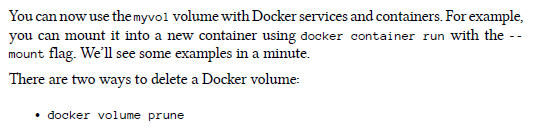 You can now use the myvol volume with Docker services and containers. For example,
you can mount it into a new container using docker container run with the --
mount flag. We’ll see some examples in a minute.
There are two ways to delete a Docker volume:
• docker volume prune